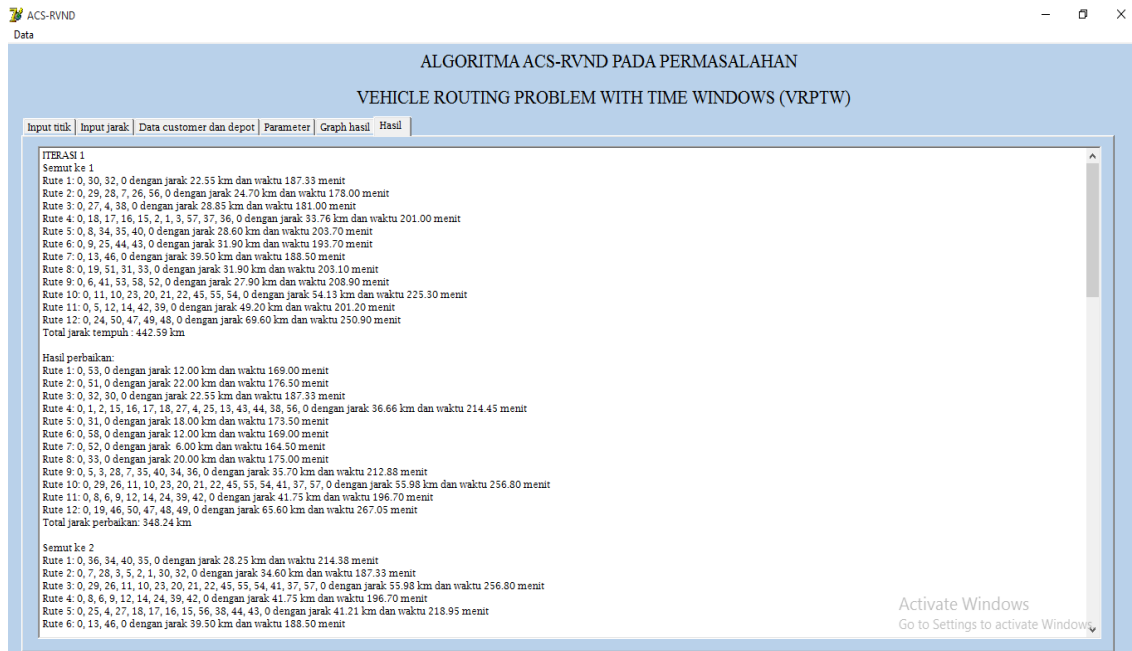 ACS-RVND
Data
ALGORITMA ACS-RVND PADA PERMASALAHAN
VEHICLE ROUTING PROBLEM WITH TIME WINDOWS (VRPTW)
Input titik Input jarak Data customer dan depot Parameter Graph hasil Hasil
ITERASI 1
Semut ke 1
Rute 1: 0, 30, 32, 0 dengan jarak 22.55 km dan waktu 187.33 menit
Rute 2: 0, 29, 28, 7, 26, 56, 0 dengan jarak 24.70 km dan waktu 178.00 menit
Rute 3: 0, 27, 4, 38, 0 dengan jarak 28.85 km dan waktu 181.00 menit
Rute 4: 0, 18, 17, 16, 15, 2, 1, 3, 57, 37, 36, 0 dengan jarak 33.76 km dan waktu 201.00 menit
Rute 5: 0, 8, 34, 35, 40, 0 dengan jarak 28.60 km dan waktu 203.70 menit
Rute 6: 0, 9, 25, 44, 43, 0 dengan jarak 31.90 km dan waktu 193.70 menit
Rute 7: 0, 13, 46, 0 dengan jarak 39.50 km dan waktu 188.50 menit
Rute 8: 0, 19, 51, 31, 33, 0 dengan jarak 31.90 km dan waktu 203.10 menit
Rute 9: 0, 6, 41, 53, 58, 52, 0 dengan jarak 27.90 km dan waktu 208.90 menit
Rute 10: 0, 11, 10, 23, 20, 21, 22, 45, 55, 54, 0 dengan jarak 54.13 km dan waktu 225.30 menit
Rute 11: 0, 5, 12, 14, 42, 39, 0 dengan jarak 49.20 km dan waktu 201.20 menit
Rute 12: 0, 24, 50, 47, 49, 48, 0 dengan jarak 69.60 km dan waktu 250.90 menit
Total jarak tempuh : 442.59 km
Hasil perbaikan:
Rute 1: 0, 53, 0 dengan jarak 12.00 km dan waktu 169.00 menit
Rute 2: 0, 51, 0 dengan jarak 22.00 km dan waktu 176.50 menit
Rute 3: 0, 32, 30, 0 dengan jarak 22.55 km dan waktu 187.33 menit
Rute 4: 0, 1, 2, 15, 16, 17, 18, 27, 4, 25, 13, 43, 44, 38, 56, 0 dengan jarak 36.66 km dan waktu 214.45 menit
Rute 5: 0, 31, 0 dengan jarak 18.00 km dan waktu 173.50 menit
Rute 6: 0, 58, 0 dengan jarak 12.00 km dan waktu 169.00 menit
Rute 7: 0, 52, 0 dengan jarak 6.00 km dan waktu 164.50 menit
Rute 8: 0, 33, 0 dengan jarak 20.00 km dan waktu 175.00 menit
Rute 9: 0, 5, 3, 28, 7, 35, 40, 34, 36, 0 dengan jarak 35.70 km dan waktu 212.88 menit
Rute 10: 0, 29, 26, 11, 10, 23, 20, 21, 22, 45, 55, 54, 41, 37, 57, 0 dengan jarak 55.98 km dan waktu 256.80 menit
Rute 11: 0, 8, 6, 9, 12, 14, 24, 39, 42, 0 dengan jarak 41.75 km dan waktu 196.70 menit
Rute 12: 0, 19, 46, 50, 47, 48, 49, 0 dengan jarak 65.60 km dan waktu 267.05 menit
Total jarak perbaikan: 348.24 km
Semut ke 2
Rute 1: 0, 36, 34, 40, 35, 0 dengan jarak 28.25 km dan waktu 214.38 menit
Rute 2: 0, 7, 28, 3, 5, 2, 1, 30, 32, 0 dengan jarak 34.60 km dan waktu 187.33 menit
Rute 3: 0, 29, 26, 11, 10, 23, 20, 21, 22, 45, 55, 54, 41, 37, 57, 0 dengan jarak 55.98 km dan waktu 256.80 menit
Rute 4: 0, 8, 6, 9, 12, 14, 24, 39, 42, 0 dengan jarak 41.75 km dan waktu 196.70 menit
Rute 5: 0, 25, 4, 27, 18, 17, 16, 15, 56, 38, 44, 43, 0 dengan jarak 41.21 km dan waktu 218.95 menit
Rute 6: 0, 13, 46, 0 dengan jarak 39.50 km dan waktu 188.50 menit
Activate Windows
Go to Settings to activate Windows.